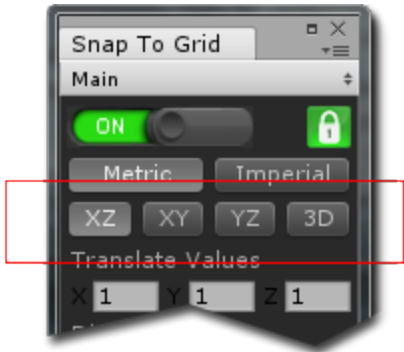 Snap To Grid
Main
ON
Metric Imperial
XZ XY YZ 3D
Translate Values
X 1 Y 1 Z 1